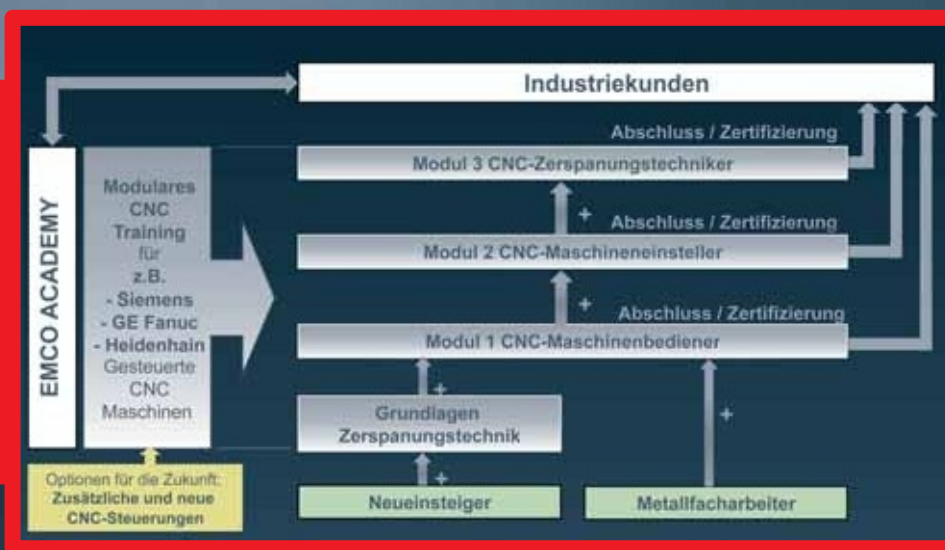 Industriekunden
Abschluss / Zertifizierung
Modul 3 CNC-Zerspanungstechniker
+
Abschluss / Zertifizierung
Modul 2 CNC-Maschineneinsteller
+
Abschluss / Zertifizierung
Modul 1 CNC-Maschinenbediener
+
+
Grundlagen
Zerspanungstechnik
+
Neueinsteiger
Metallfacharbeiter
EMCO ACADEMY
Modulares
CNC
Training
für
z.B.
- Siemens
- GE Fanuc
- Heidenhain
Gesteuerte
CNC
Maschinen
Optionen für die Zukunft:
Zusätzliche und neue
CNC-Steuerungen